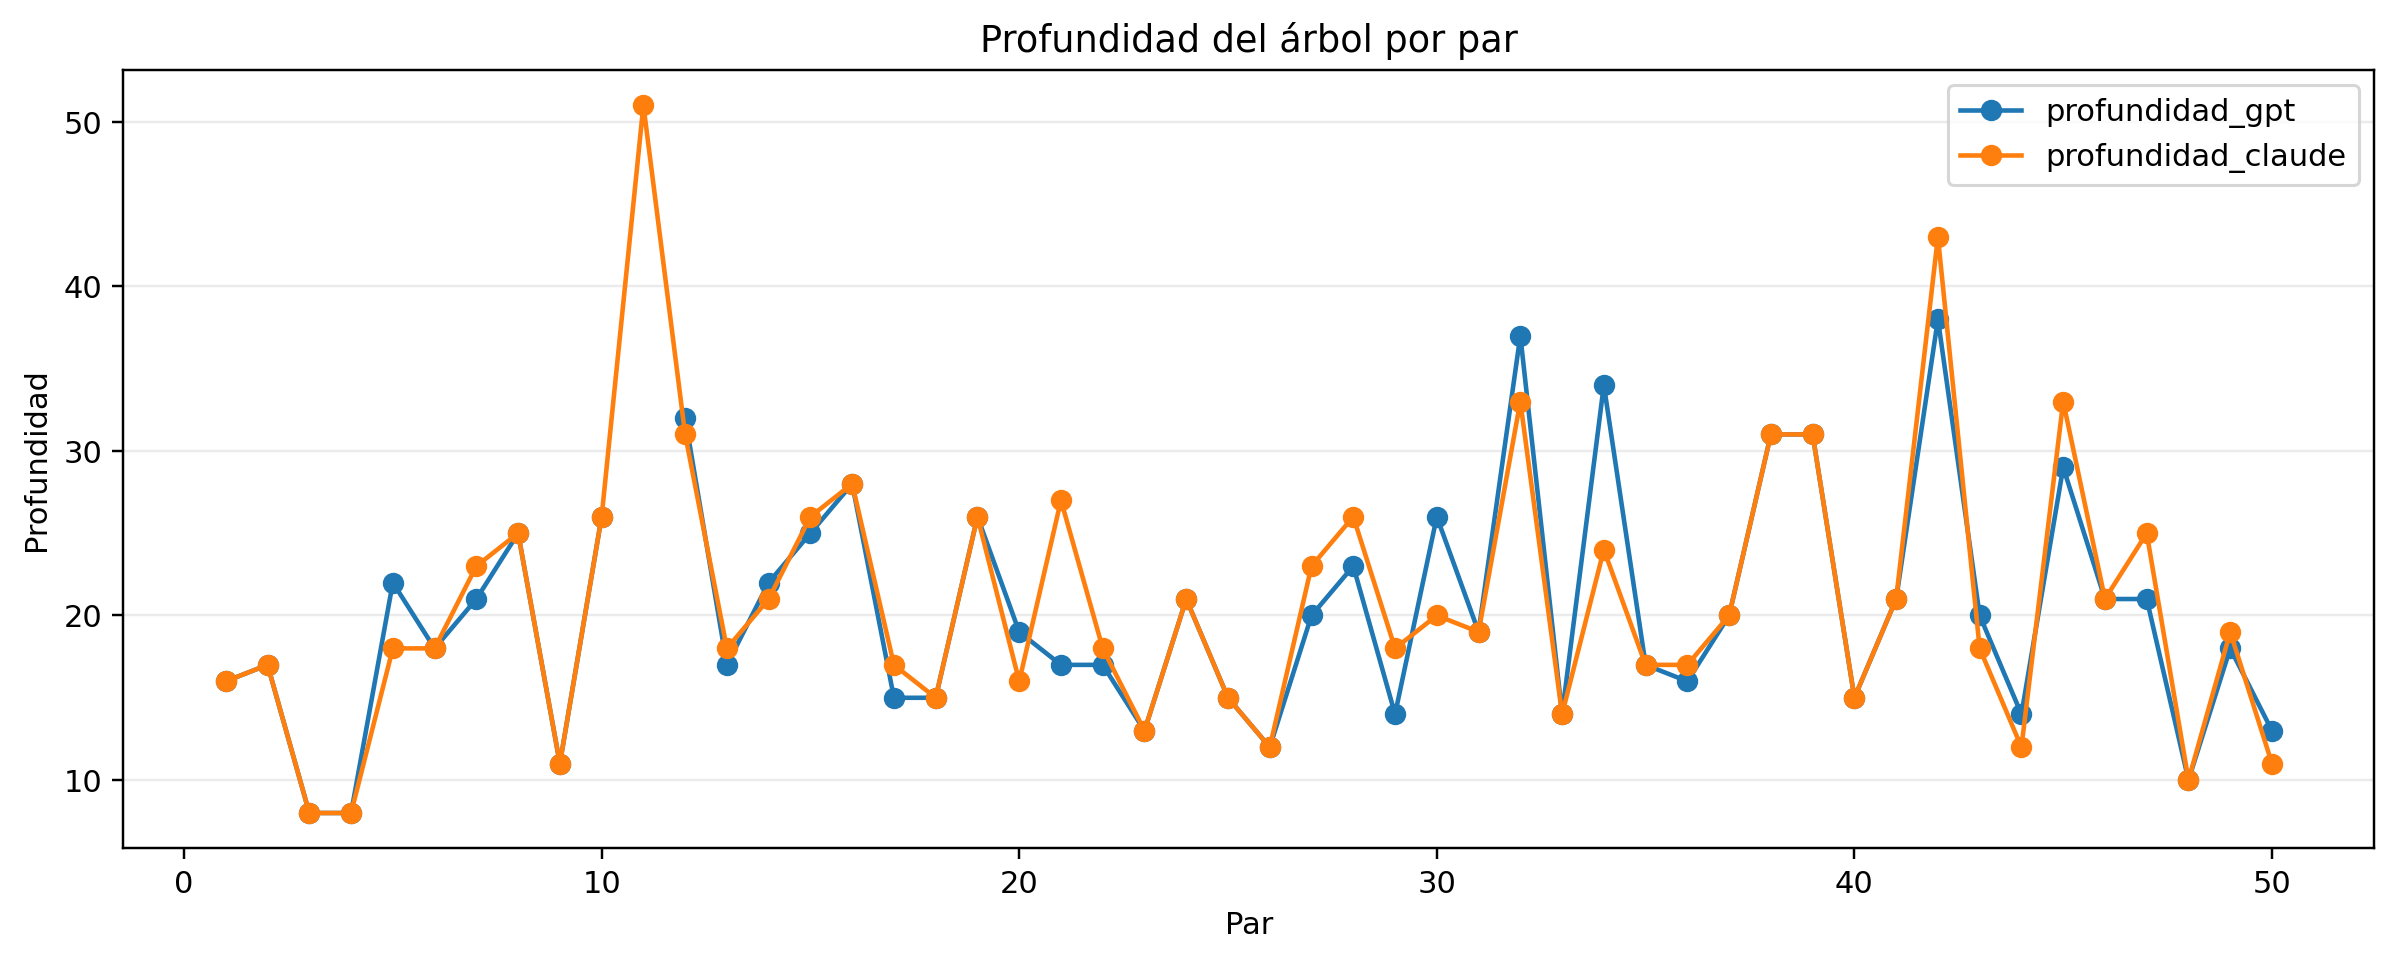 Profundidad del árbol por par
profundidad_gpt
profundidad_claude
Profundidad
50
40
30
20
10
0 10 20 30 40 50
Par